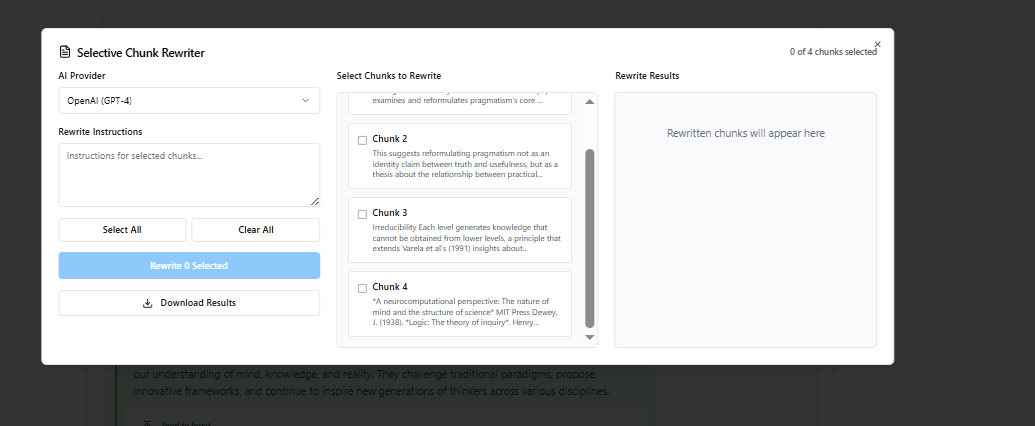 Selective Chunk Rewriter
0 of 4 chunks selected
AI Provider
OpenAI (GPT-4)
Rewrite Instructions
Instructions for selected chunks...
Select All
Clear All
Rewrite 0 Selected
Download Results
Select Chunks to Rewrite
examines and reformulates pragmatism's core ...
Chunk 2
This suggests reformulating pragmatism not as an
identity claim between truth and usefulness, but as a
thesis about the relationship between practical...
Chunk 3
Irreducibility Each level generates knowledge that
cannot be obtained from lower levels, a principle that
extends Varela et al's (1991) insights about...
Chunk 4
*A neurocomputational perspective: The nature of
mind and the structure of science* MIT Press Dewey,
J. (1938). *Logic: The theory of inquiry*. Henry...
Rewrite Results
Rewritten chunks will appear here
our understanding of mind, knowledge, and reality. They challenge traditional paradigms, propose
innovative frameworks, and continue to inspire new generations of thinkers across various disciplines.
Send to Input